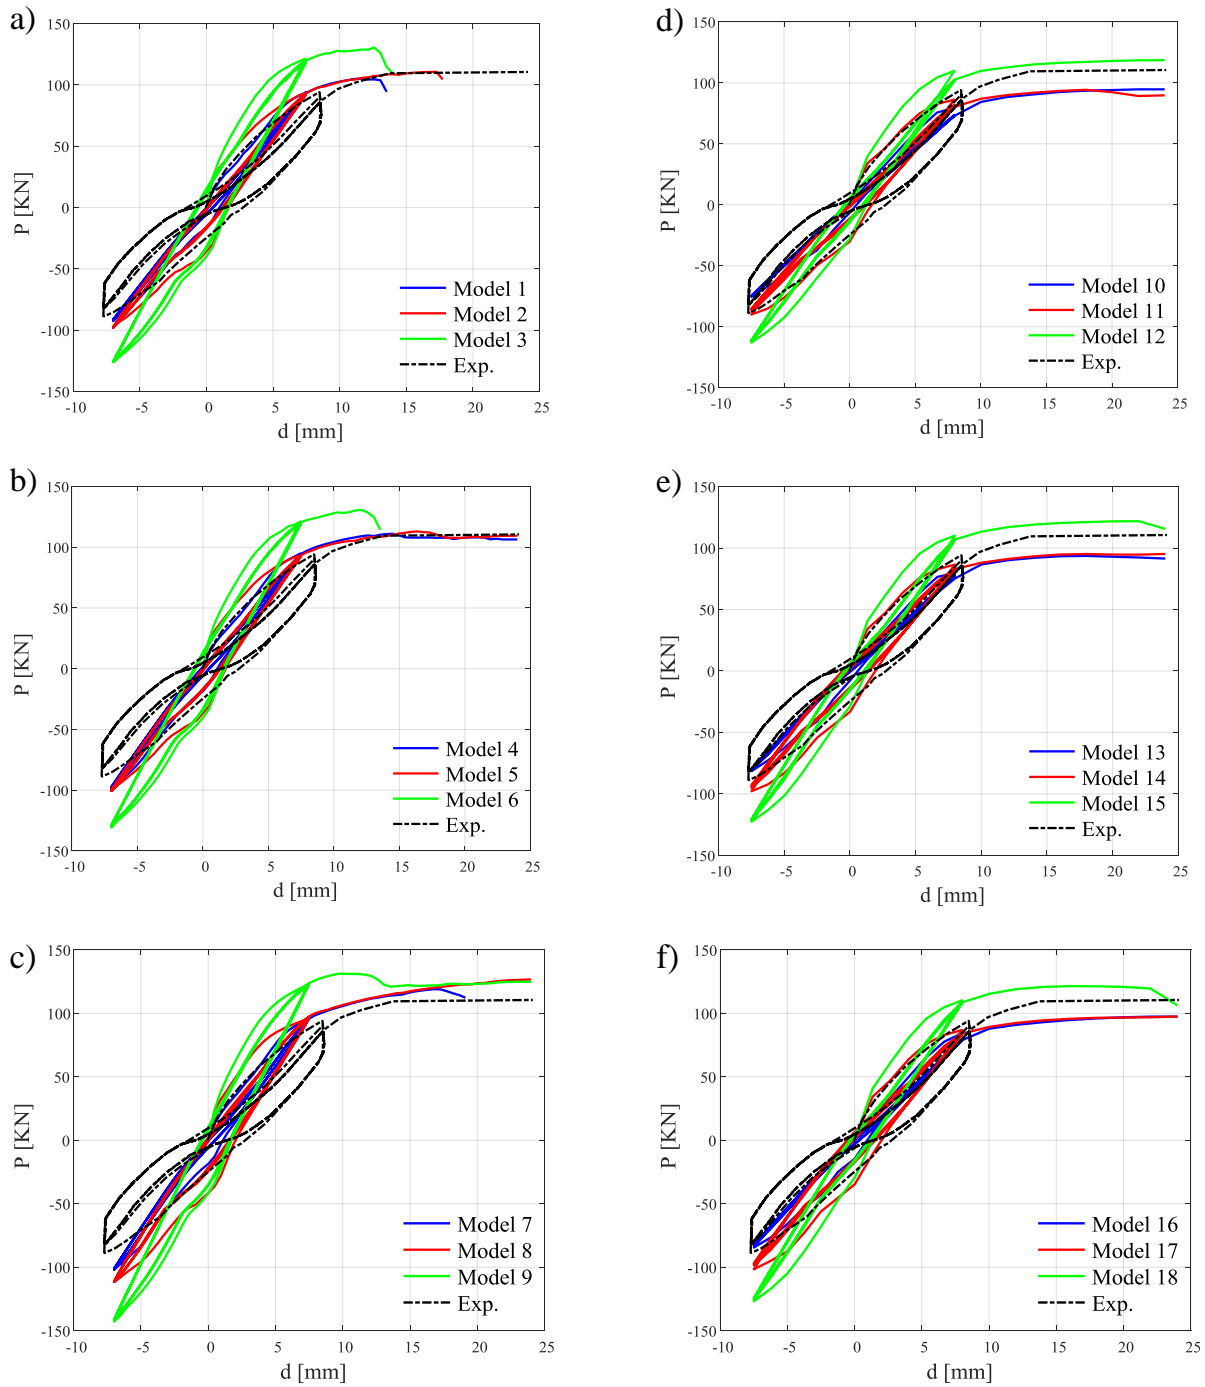 a)
150
100
50
0
-50
-100
-150
P [KN]
Model 1
Model 2
Model 3
Exp.
-10 -5 0 5 10 15 20 25
d [mm]
d)
150
100
50
0
-50
-100
-150
P [KN]
Model 10
Model 11
Model 12
Exp.
-10 -5 0 5 10 15 20 25
d [mm]
b)
150
100
50
0
-50
-100
-150
P [KN]
Model 4
Model 5
Model 6
Exp.
-10 -5 0 5 10 15 20 25
d [mm]
e)
150
100
50
0
-50
-100
-150
P [KN]
Model 13
Model 14
Model 15
Exp.
-10 -5 0 5 10 15 20 25
d [mm]
c)
150
100
50
0
-50
-100
-150
P [KN]
Model 7
Model 8
Model 9
Exp.
-10 -5 0 5 10 15 20 25
d [mm]
f)
150
100
50
0
-50
-100
-150
P [KN]
Model 16
Model 17
Model 18
Exp.
-10 -5 0 5 10 15 20 25
d [mm]